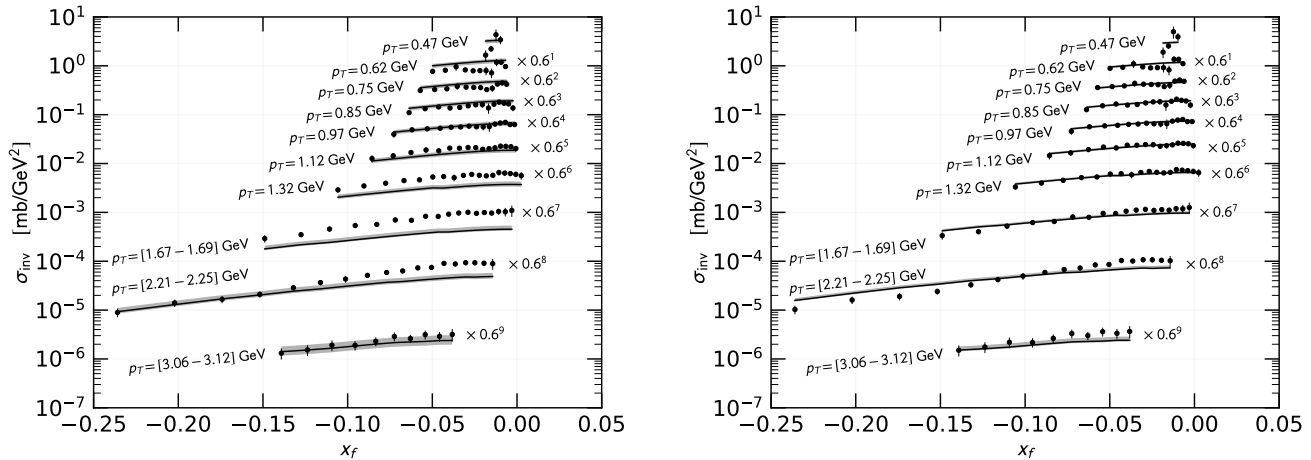 10^1
10^0
10^-1
10^-2
10^-3
10^-4
10^-5
10^-6
10^-7
σ_inv [mb/GeV^2]
p_T = 0.47 GeV
p_T = 0.62 GeV
× 0.6^1
p_T = 0.75 GeV
× 0.6^2
p_T = 0.85 GeV
× 0.6^3
p_T = 0.97 GeV
× 0.6^4
p_T = 1.12 GeV
× 0.6^5
p_T = 1.32 GeV
× 0.6^6
p_T = [1.67 − 1.69] GeV
× 0.6^7
p_T = [2.21 − 2.25] GeV
× 0.6^8
p_T = [3.06 − 3.12] GeV
× 0.6^9
−0.25 −0.20 −0.15 −0.10 −0.05 0.00 0.05
x_f
10^1
10^0
10^-1
10^-2
10^-3
10^-4
10^-5
10^-6
10^-7
σ_inv [mb/GeV^2]
p_T = 0.47 GeV
p_T = 0.62 GeV
× 0.6^1
p_T = 0.75 GeV
× 0.6^2
p_T = 0.85 GeV
× 0.6^3
p_T = 0.97 GeV
× 0.6^4
p_T = 1.12 GeV
× 0.6^5
p_T = 1.32 GeV
× 0.6^6
p_T = [1.67 − 1.69] GeV
× 0.6^7
p_T = [2.21 − 2.25] GeV
× 0.6^8
p_T = [3.06 − 3.12] GeV
× 0.6^9
−0.25 −0.20 −0.15 −0.10 −0.05 0.00 0.05
x_f